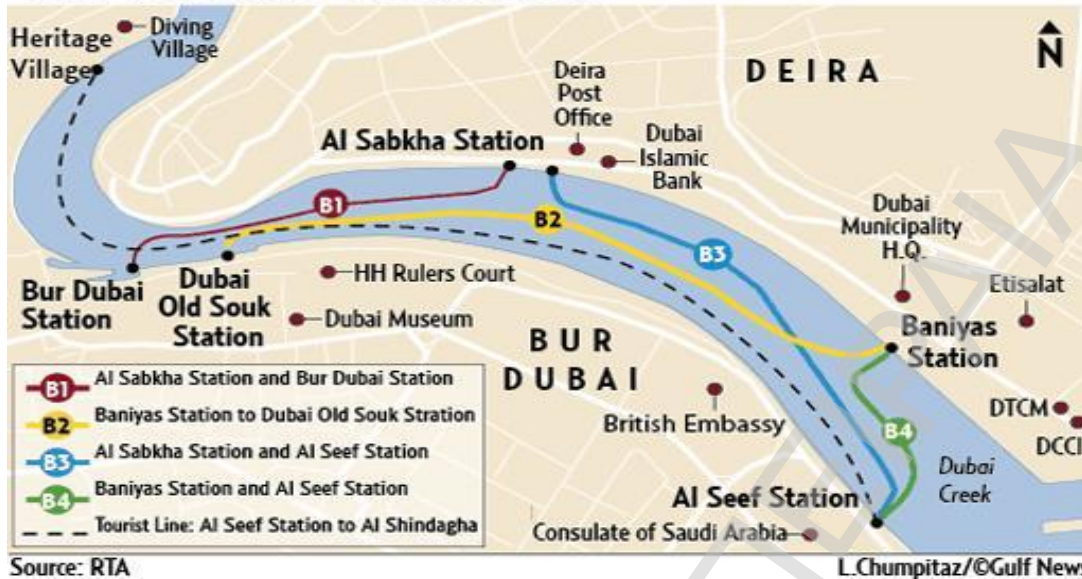 Diving
Village
Heritage
Village
N
DEIRA
Deira
Post
Office
Al Sabkha Station
Dubai
Islamic
Bank
B1
B2
B3
Dubai
Municipality
H.Q.
Etisalat
Bur Dubai
Station
Dubai
Old Souk
Station
HH Rulers Court
Dubai Museum
BUR
DUBAI
Baniyas
Station
British Embassy
B4
DTCM
DCCI
Dubai
Creek
Al Seef Station
Consulate of Saudi Arabia
B1 Al Sabkha Station and Bur Dubai Station
B2 Baniyas Station to Dubai Old Souk Stration
B3 Al Sabkha Station and Al Seef Station
B4 Baniyas Station and Al Seef Station
Tourist Line: Al Seef Station to Al Shindagha
Source: RTA
L.Chumpitaz/©Gulf News